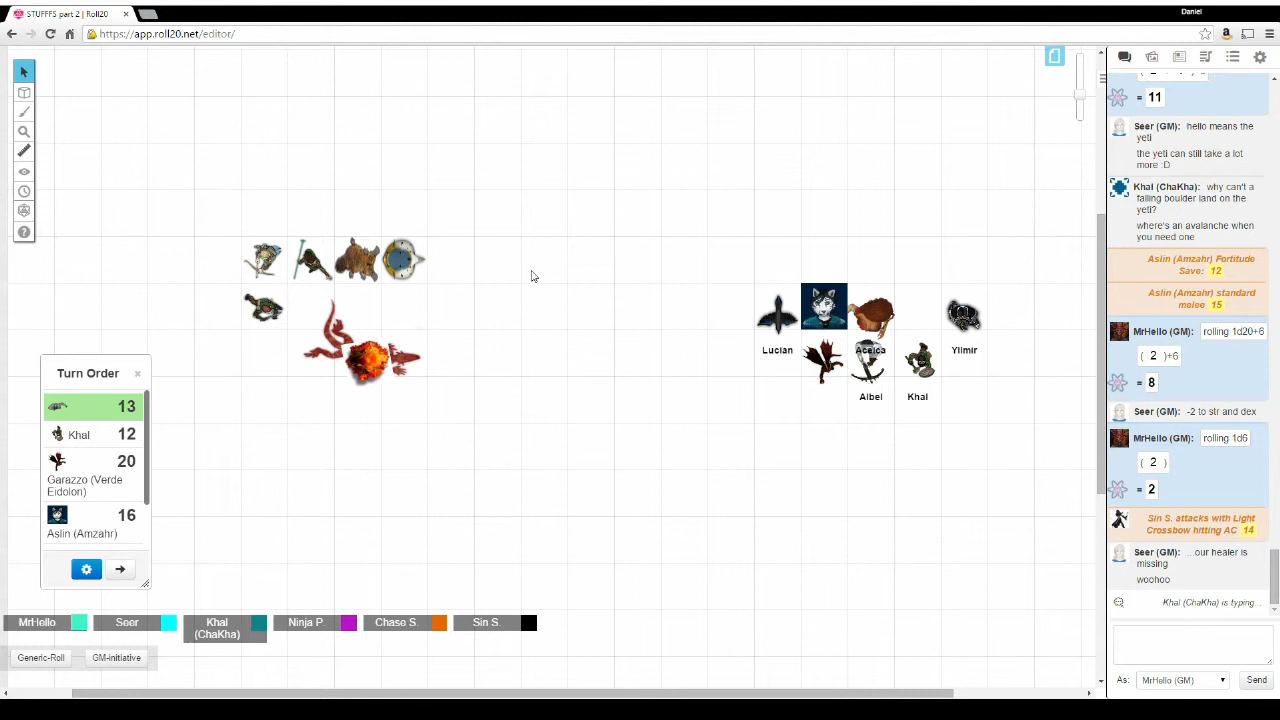 Daniel
STUFFFS part 2 | Roll20
https://app.roll20.net/editor/
= 11
Seer (GM): hello means the
yeti
the yeti can still take a lot
more :D
Khal (ChaKha): why can't a
falling boulder land on the
yeti?
where's an avalanche when
you need one
Aslin (Amzahr) Fortitude
Save: 12
Aslin (Amzahr) standard
melee 15
MrHello (GM): rolling 1d20+6
( 2 )+6
= 8
Seer (GM): -2 to str and dex
MrHello (GM): rolling 1d6
( 2 )
= 2
Sin S. attacks with Light
Crossbow hitting AC 14
Seer (GM): ...our healer is
missing
woohoo
Khal (ChaKha) is typing...
As: MrHello (GM)
Send
Lucian
Aceica
Ylimir
Albel
Khal
Turn Order
13
Khal 12
20
Garazzo (Verde
Eidolon)
16
Aslin (Amzahr)
MrHello
Seer
Khal
(ChaKha)
Ninja P.
Chase S.
Sin S.
Generic-Roll
GM-initiative